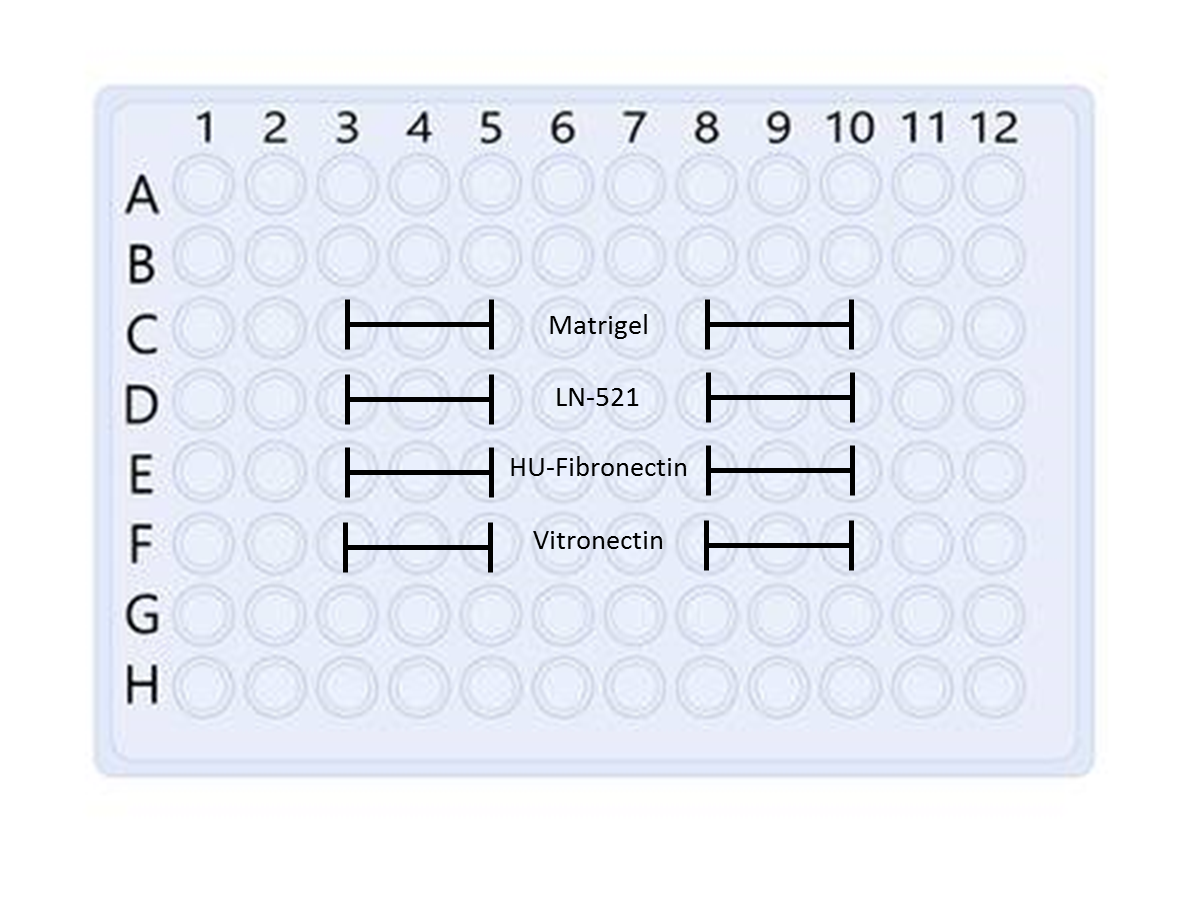 1 2 3 4 5 6 7 8 9 10 11 12
A
B
C Matrigel
D LN-521
E HU-Fibronectin
F Vitronectin
G
H